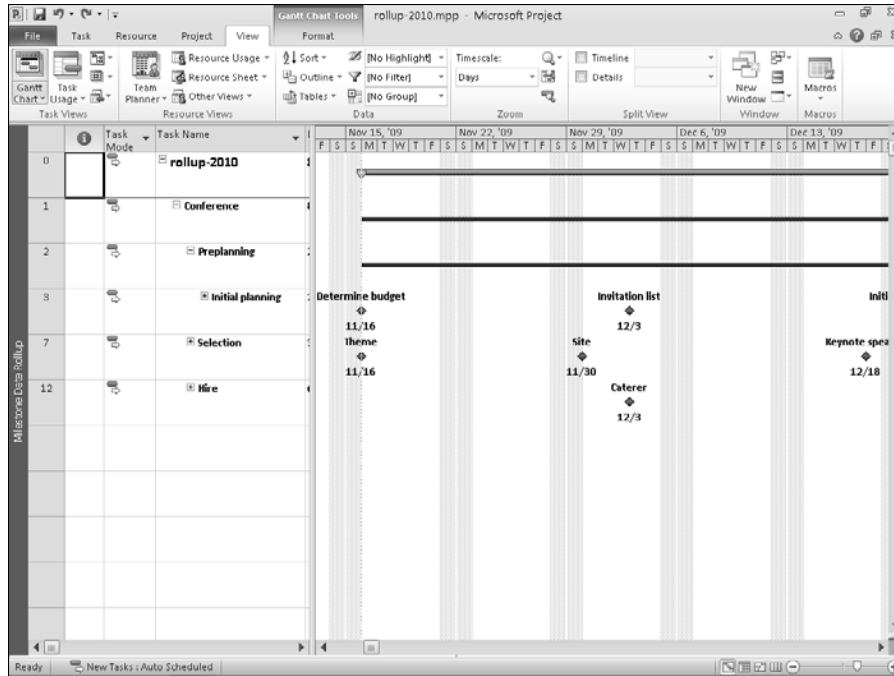 Gantt Chart Tools rollup-2010.mpp - Microsoft Project
File Task Resource Project View Format
Gantt Chart
Task Usage
Task Views
Team Planner
Resource Usage
Resource Sheet
Other Views
Resource Views
Sort
Outline
Tables
[No Highlight]
[No Filter]
[No Group]
Data
Timescale:
Days
Zoom
Timeline
Details
Split View
New Window
Window
Macros
Macros
Task Mode Task Name
Nov 15, '09 Nov 22, '09 Nov 29, '09 Dec 6, '09 Dec 13, '09
F S S M T W T F S S M T W T F S S M T W T F S S M T W T F S S M T W T F
0 rollup-2010
1 Conference
2 Preplanning
3 Initial planning Determine budget Invitation list Initi
11/16 12/3
7 Selection Theme Site Keynote spea
11/16 11/30 12/18
12 Hire Caterer
12/3
Milestone Date Rollup
Ready New Tasks : Auto Scheduled